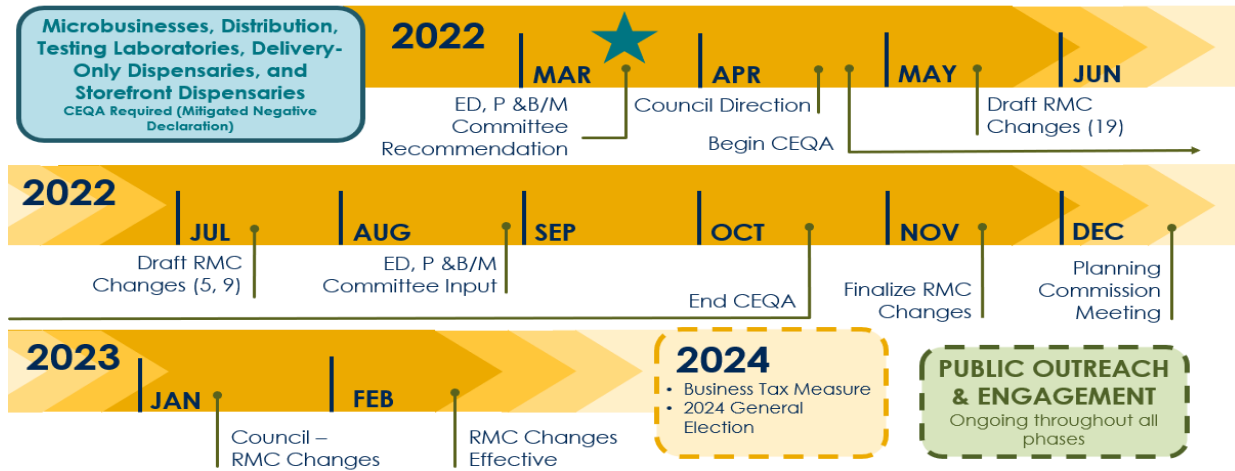 Microbusinesses, Distribution,
Testing Laboratories, Delivery-
Only Dispensaries, and
Storefront Dispensaries
CEQA Required (Mitigated Negative
Declaration)
2022
MAR
APR
MAY
JUN
ED, P &B/M
Committee
Recommendation
Council Direction
Begin CEQA
Draft RMC
Changes (19)
2022
JUL
AUG
SEP
OCT
NOV
DEC
Draft RMC
Changes (5, 9)
ED, P &B/M
Committee Input
End CEQA
Finalize RMC
Changes
Planning
Commission
Meeting
2023
JAN
FEB
Council –
RMC Changes
RMC Changes
Effective
2024
• Business Tax Measure
• 2024 General
Election
PUBLIC OUTREACH
& ENGAGEMENT
Ongoing throughout all
phases